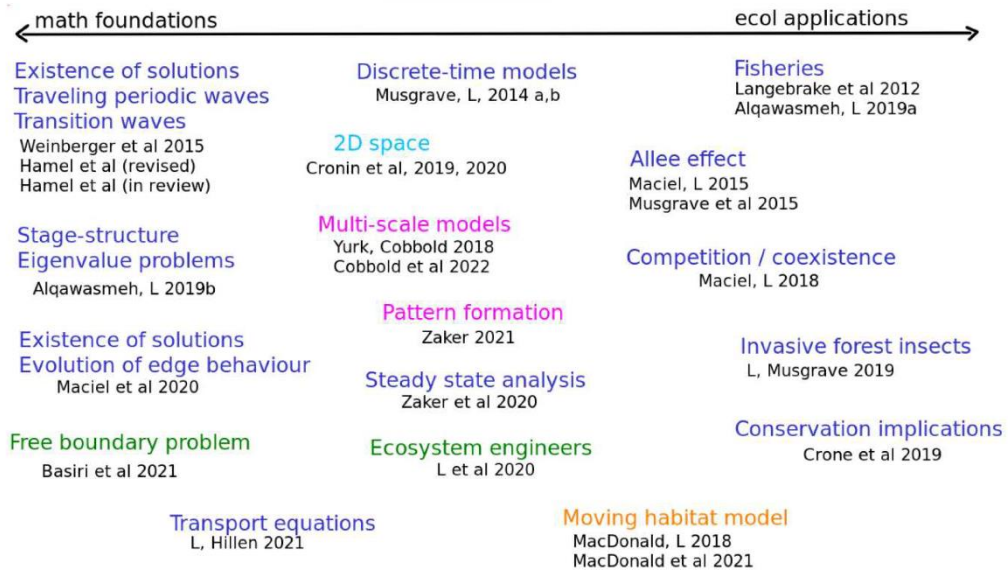 math foundations
ecol applications
Existence of solutions
Traveling periodic waves
Transition waves
Weinberger et al 2015
Hamel et al (revised)
Hamel et al (in review)
Stage-structure
Eigenvalue problems
Alqawasmeh, L 2019b
Existence of solutions
Evolution of edge behaviour
Maciel et al 2020
Free boundary problem
Basiri et al 2021
Transport equations
L, Hillen 2021
Discrete-time models
Musgrave, L, 2014 a,b
2D space
Cronin et al, 2019, 2020
Multi-scale models
Yurk, Cobbold 2018
Cobbold et al 2022
Pattern formation
Zaker 2021
Steady state analysis
Zaker et al 2020
Ecosystem engineers
L et al 2020
Moving habitat model
MacDonald, L 2018
MacDonald et al 2021
Fisheries
Langebrake et al 2012
Alqawasmeh, L 2019a
Allee effect
Maciel, L 2015
Musgrave et al 2015
Competition / coexistence
Maciel, L 2018
Invasive forest insects
L, Musgrave 2019
Conservation implications
Crone et al 2019